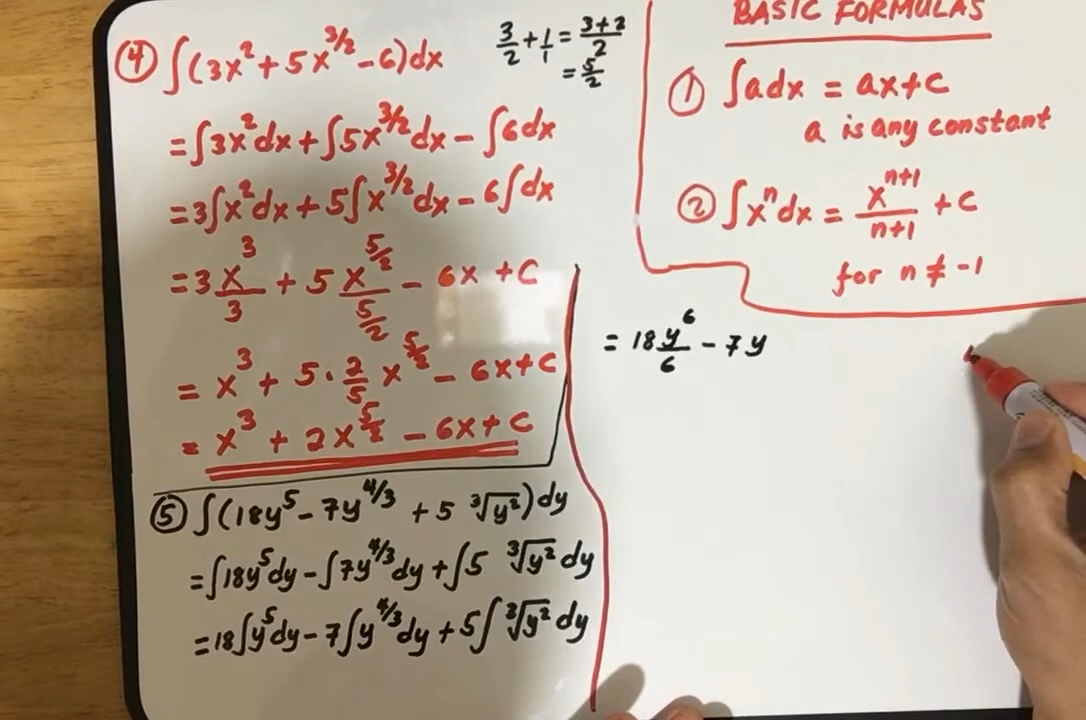 ④ ∫(3x² + 5x^{3/2} − 6)dx
3/2 + 1/1 = (3+2)/2
= 5/2
= ∫3x²dx + ∫5x^{3/2}dx − ∫6dx
= 3∫x²dx + 5∫x^{3/2}dx − 6∫dx
= 3 x³/3 + 5 x^{5/2}/(5/2) − 6x + C
= x³ + 5 · 2/5 x^{5/2} − 6x + C
= x³ + 2x^{5/2} − 6x + C
⑤ ∫(18y⁵ − 7y^{4/3} + 5 ∛y²)dy
= ∫18y⁵dy − ∫7y^{4/3}dy + ∫5 ∛y² dy
= 18∫y⁵dy − 7∫y^{4/3}dy + 5∫∛y² dy
BASIC FORMULAS
① ∫adx = ax+c
a is any constant
② ∫xⁿdx = x^{n+1}/(n+1) + c
for n ≠ −1
= 18 y⁶/6 − 7y